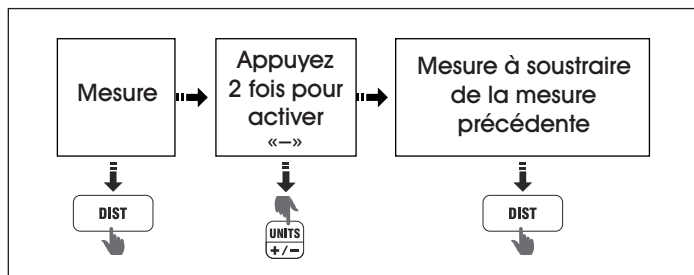 Mesure
Appuyez
2 fois pour
activer
«–»
Mesure à soustraire
de la mesure
précédente
DIST
UNITS
+/–
DIST